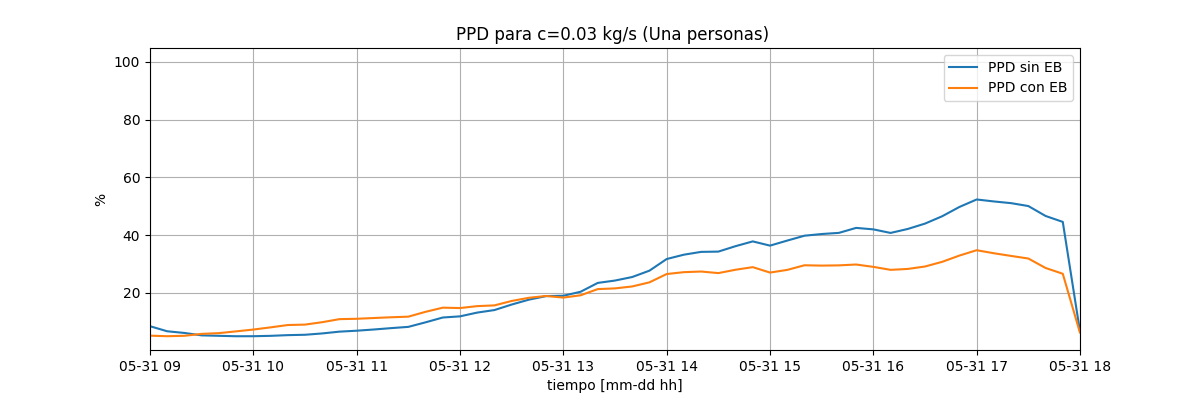 PPD para c=0.03 kg/s (Una personas)
PPD sin EB
PPD con EB
100
80
60
40
20
%
05-31 09 05-31 10 05-31 11 05-31 12 05-31 13 05-31 14 05-31 15 05-31 16 05-31 17 05-31 18
tiempo [mm-dd hh]